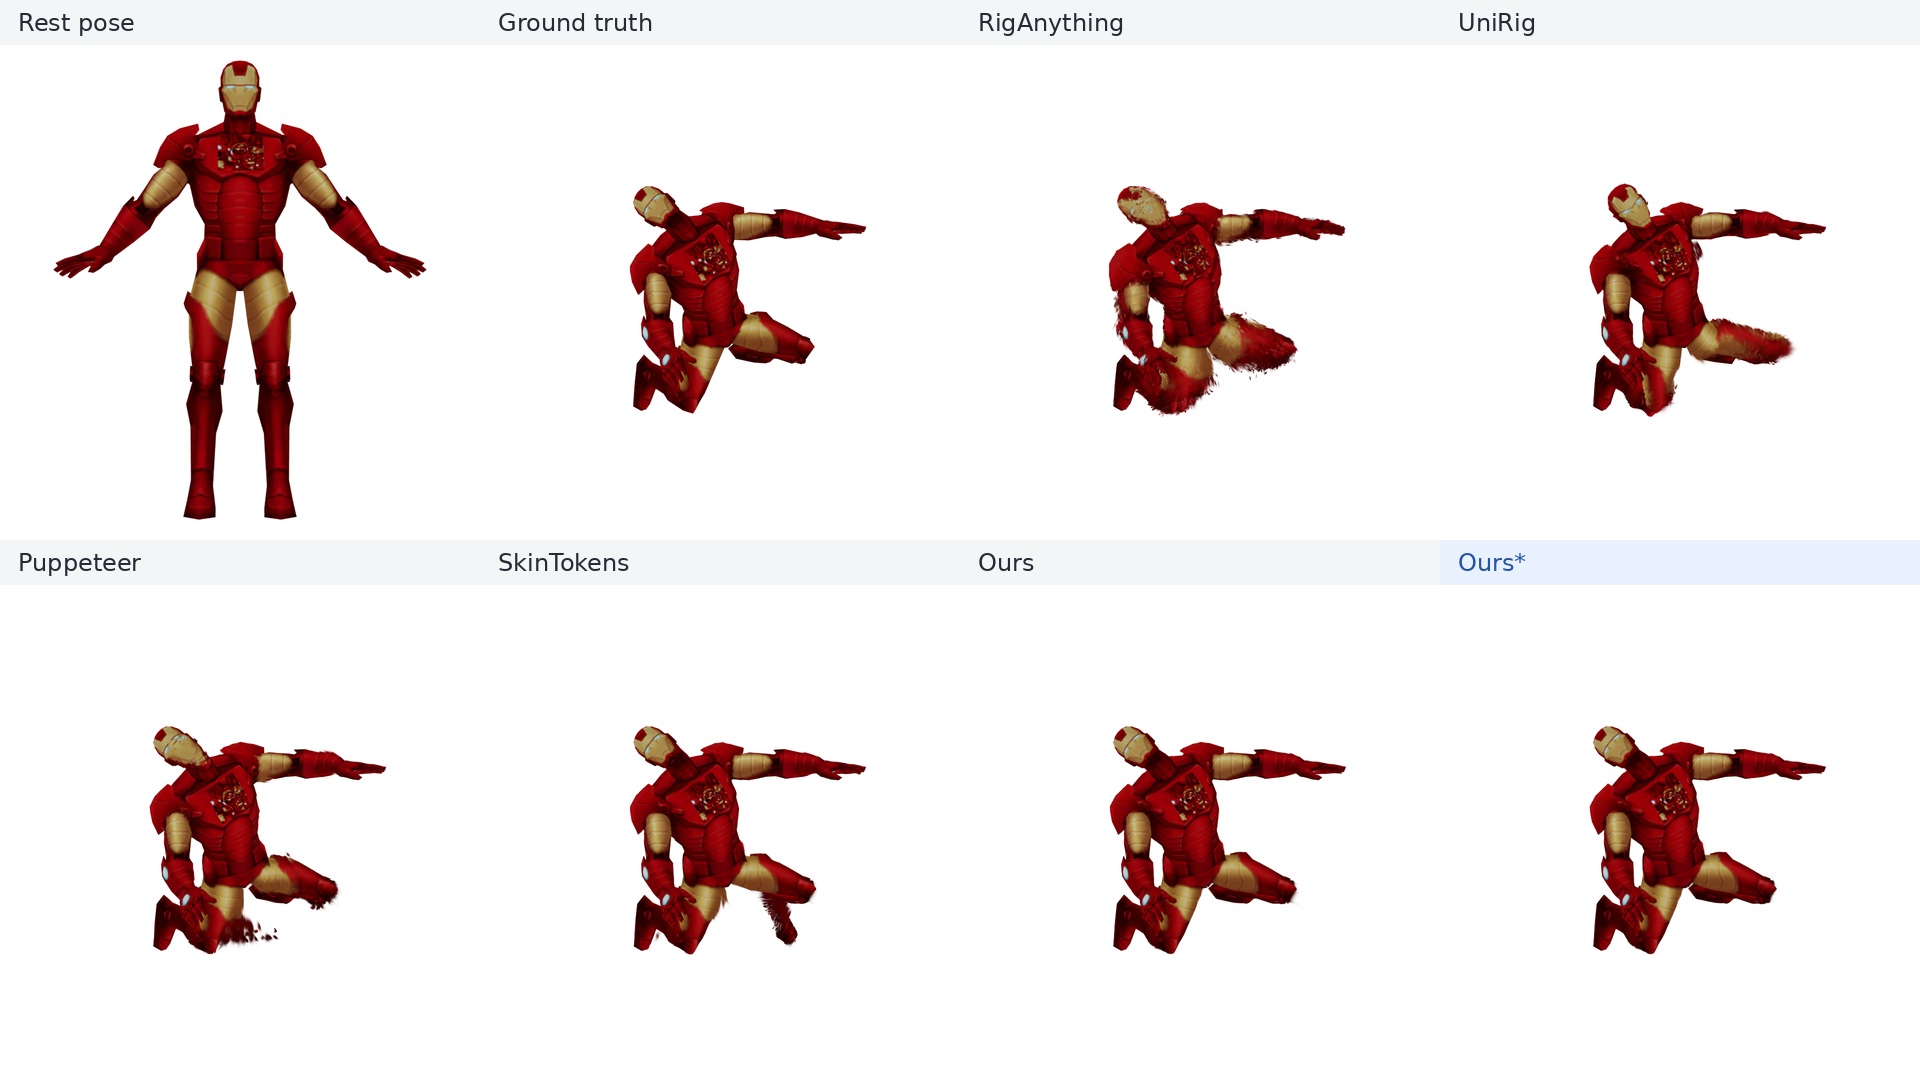 Rest pose
Ground truth
RigAnything
UniRig
Puppeteer
SkinTokens
Ours
Ours*